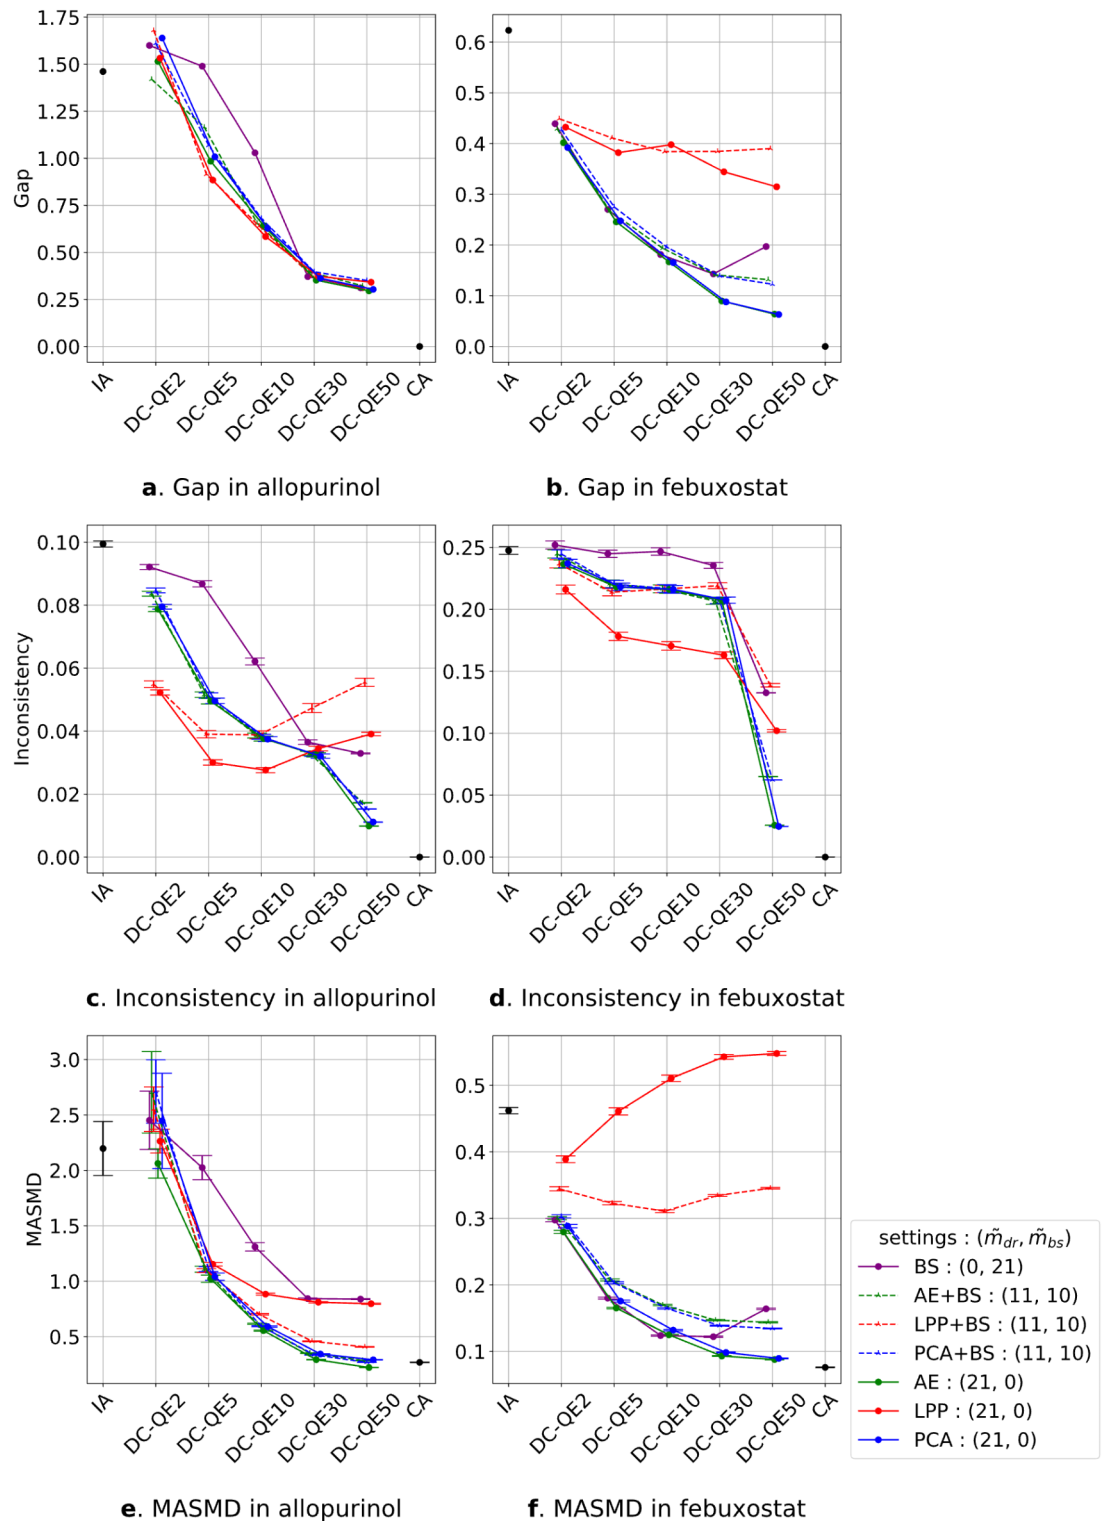 1.75
1.50
1.25
1.00
0.75
0.50
0.25
0.00
Gap
IA
DC-QE2
DC-QE5
DC-QE10
DC-QE30
DC-QE50
CA
a. Gap in allopurinol
0.6
0.5
0.4
0.3
0.2
0.1
0.0
IA
DC-QE2
DC-QE5
DC-QE10
DC-QE30
DC-QE50
CA
b. Gap in febuxostat
0.10
0.08
0.06
0.04
0.02
0.00
Inconsistency
IA
DC-QE2
DC-QE5
DC-QE10
DC-QE30
DC-QE50
CA
c. Inconsistency in allopurinol
0.25
0.20
0.15
0.10
0.05
0.00
IA
DC-QE2
DC-QE5
DC-QE10
DC-QE30
DC-QE50
CA
d. Inconsistency in febuxostat
3.0
2.5
2.0
1.5
1.0
0.5
MASMD
IA
DC-QE2
DC-QE5
DC-QE10
DC-QE30
DC-QE50
CA
e. MASMD in allopurinol
0.5
0.4
0.3
0.2
0.1
IA
DC-QE2
DC-QE5
DC-QE10
DC-QE30
DC-QE50
CA
f. MASMD in febuxostat
settings : (m̃dr, m̃bs)
BS : (0, 21)
AE+BS : (11, 10)
LPP+BS : (11, 10)
PCA+BS : (11, 10)
AE : (21, 0)
LPP : (21, 0)
PCA : (21, 0)